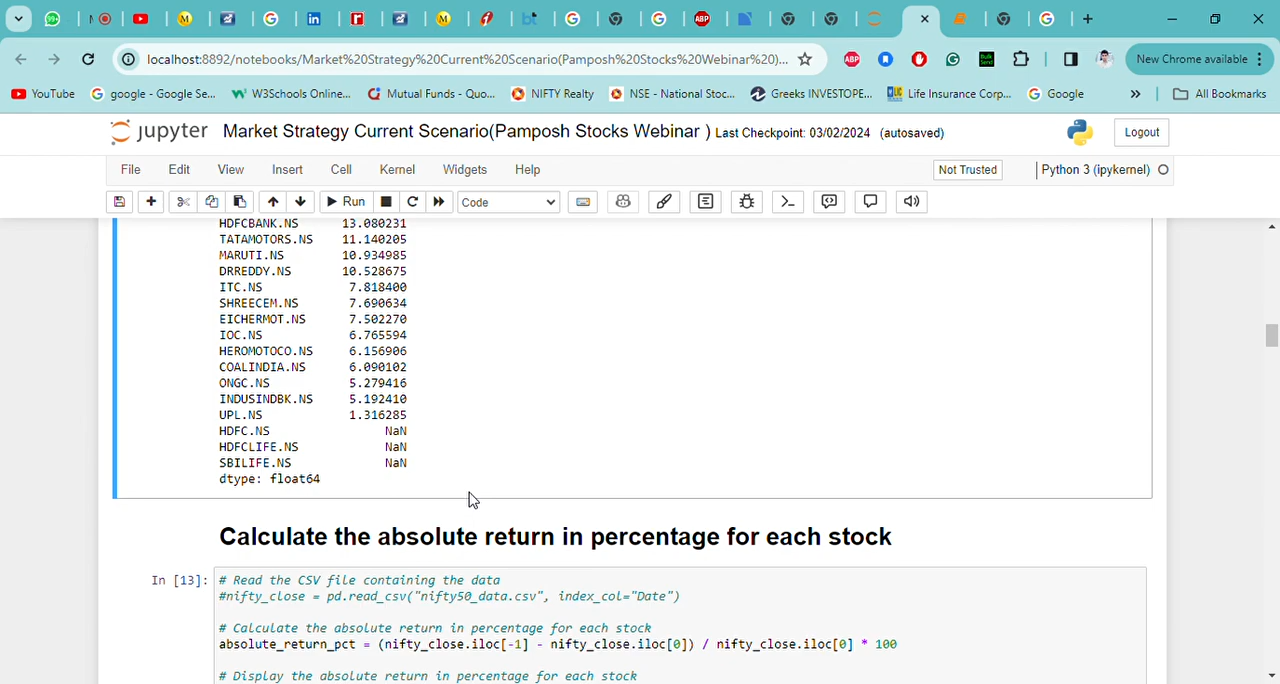 99+
M
M
ABP
bt
localhost:8892/notebooks/Market%20Strategy%20Current%20Scenario(Pamposh%20Stocks%20Webinar%20)...
ABP
Bulk Send
New Chrome available
YouTube
google - Google Se...
W3Schools Onlin...
Mutual Funds - Quo...
NIFTY Realty
NSE - National Stoc...
Greeks INVESTOPE...
Life Insurance Corp...
Google
»
All Bookmarks
jupyter Market Strategy Current Scenario(Pamposh Stocks Webinar ) Last Checkpoint: 03/02/2024 (autosaved)
Logout
File Edit View Insert Cell Kernel Widgets Help
Not Trusted
Python 3 (ipykernel)
Run
Code
HDFCBANK.NS 13.080231
TATAMOTORS.NS 11.140205
MARUTI.NS 10.934985
DRREDDY.NS 10.528675
ITC.NS 7.818400
SHREECEM.NS 7.690634
EICHERMOT.NS 7.502270
IOC.NS 6.765594
HEROMOTOCO.NS 6.156906
COALINDIA.NS 6.090102
ONGC.NS 5.279416
INDUSINDBK.NS 5.192410
UPL.NS 1.316285
HDFC.NS NaN
HDFCLIFE.NS NaN
SBILIFE.NS NaN
dtype: float64
Calculate the absolute return in percentage for each stock
In [13]:
# Read the CSV file containing the data
#nifty_close = pd.read_csv("nifty50_data.csv", index_col="Date")
# Calculate the absolute return in percentage for each stock
absolute_return_pct = (nifty_close.iloc[-1] - nifty_close.iloc[0]) / nifty_close.iloc[0] * 100
# Display the absolute return in percentage for each stock